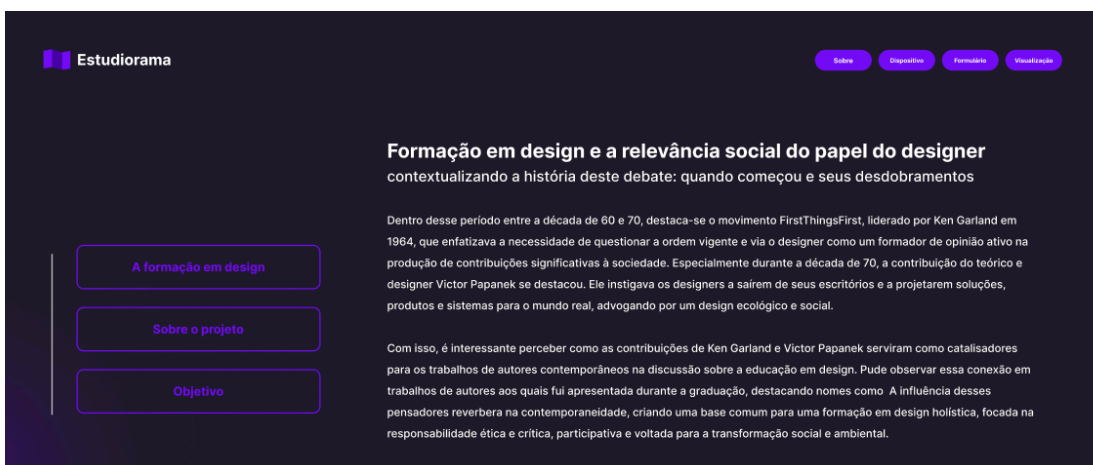 Estudiorama
Sobre
Dispositivo
Formulário
Visualização
Formação em design e a relevância social do papel do designer
contextualizando a história deste debate: quando começou e seus desdobramentos
Dentro desse período entre a década de 60 e 70, destaca-se o movimento FirstThingsFirst, liderado por Ken Garland em
1964, que enfatizava a necessidade de questionar a ordem vigente e via o designer como um formador de opinião ativo na
produção de contribuições significativas à sociedade. Especialmente durante a década de 70, a contribuição do teórico e
designer Victor Papanek se destacou. Ele instigava os designers a saírem de seus escritórios e a projetarem soluções,
produtos e sistemas para o mundo real, advogando por um design ecológico e social.
Com isso, é interessante perceber como as contribuições de Ken Garland e Victor Papanek serviram como catalisadores
para os trabalhos de autores contemporâneos na discussão sobre a educação em design. Pude observar essa conexão em
trabalhos de autores aos quais fui apresentada durante a graduação, destacando nomes como  A influência desses
pensadores reverbera na contemporaneidade, criando uma base comum para uma formação em design holística, focada na
responsabilidade ética e crítica, participativa e voltada para a transformação social e ambiental.
A formação em design
Sobre o projeto
Objetivo